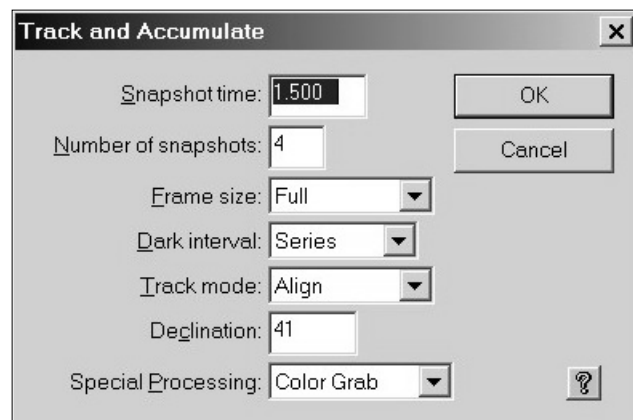 Track and Accumulate
Snapshot time: 1.500
OK
Number of snapshots: 4
Cancel
Frame size: Full
Dark interval: Series
Track mode: Align
Declination: 41
Special Processing: Color Grab
?